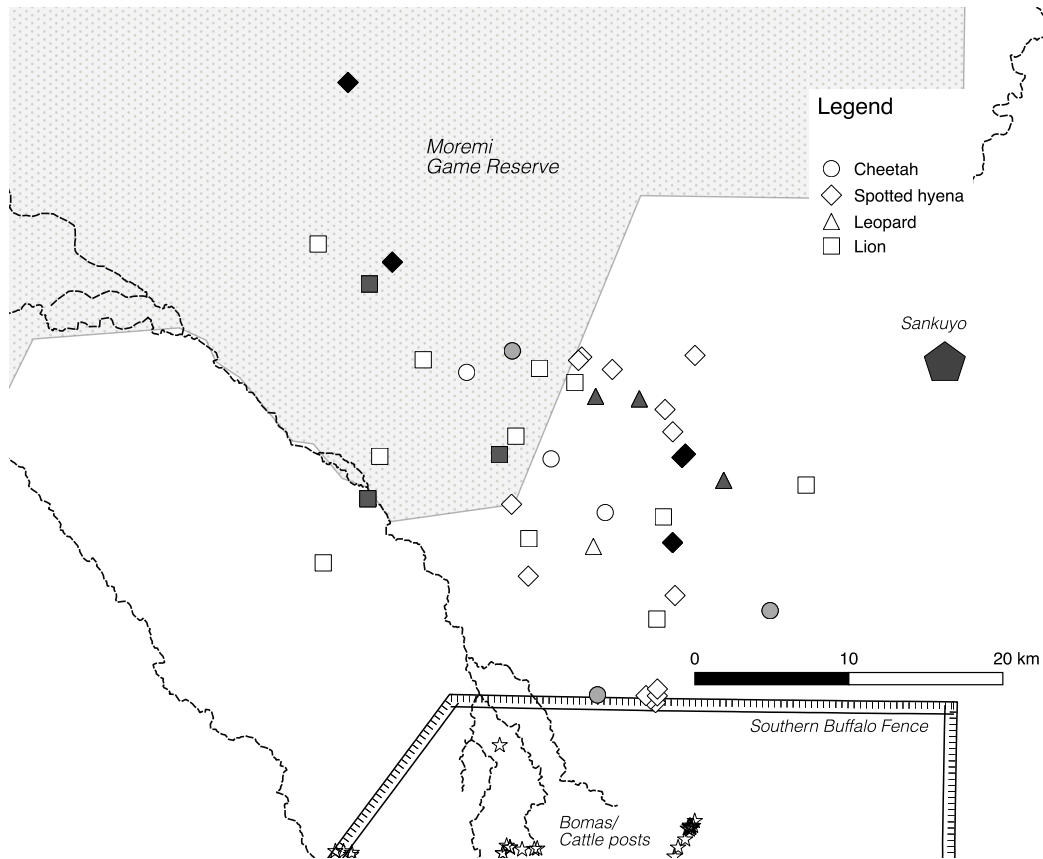 Moremi
Game Reserve
Legend
Cheetah
Spotted hyena
Leopard
Lion
Sankuyo
0 10 20 km
Southern Buffalo Fence
Bomas/
Cattle posts